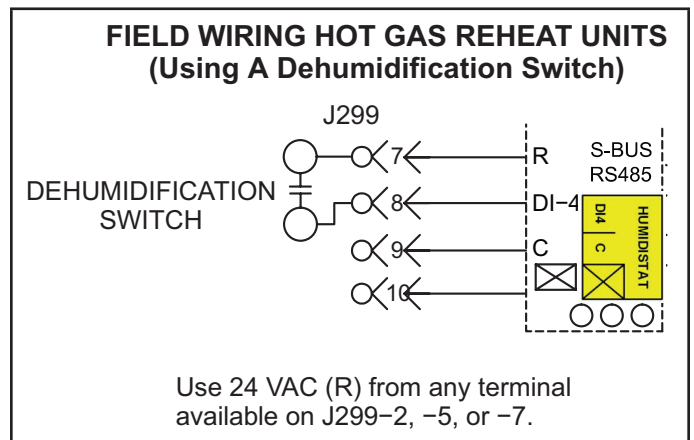 FIELD WIRING HOT GAS REHEAT UNITS
(Using A Dehumidification Switch)
J299
DEHUMIDIFICATION
SWITCH
7
8
9
10
R
DI−4
C
S-BUS
RS485
DI4
C
HUMIDISTAT
Use 24 VAC (R) from any terminal
available on J299−2, −5, or −7.